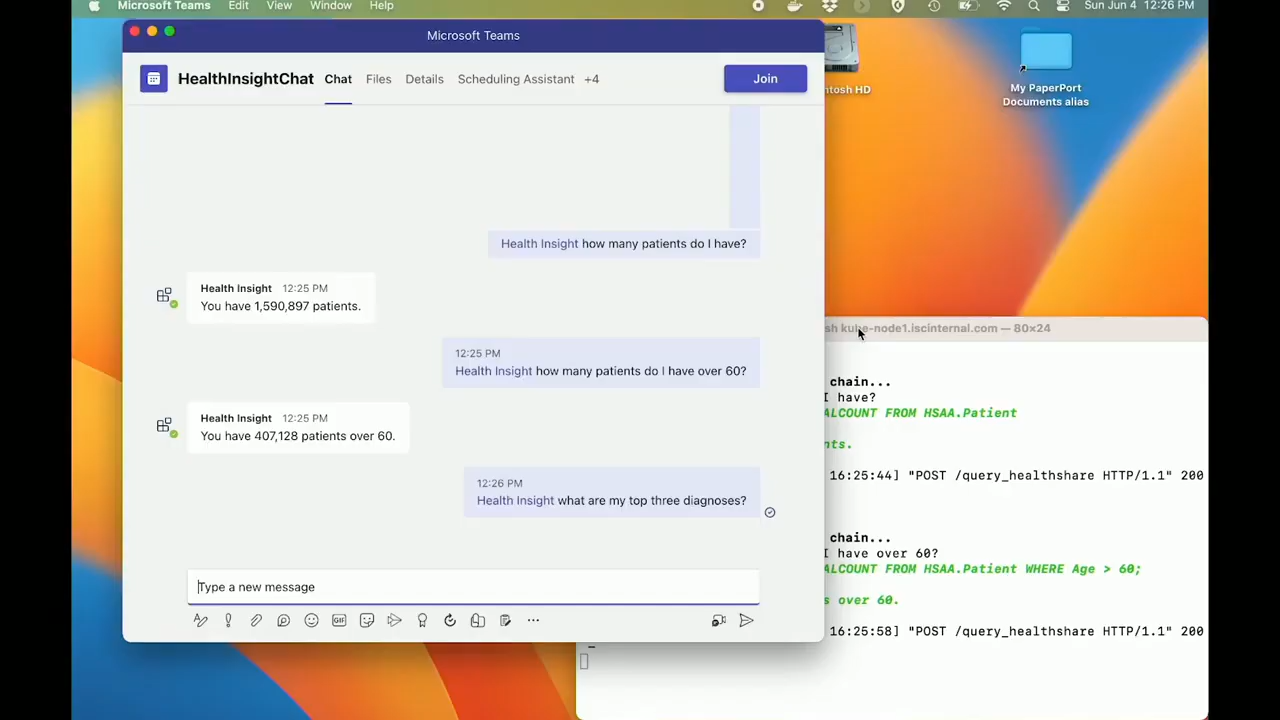 Microsoft Teams Edit View Window Help Sun Jun 4 12:26 PM
Microsoft Teams
HealthInsightChat Chat Files Details Scheduling Assistant +4 Join
ntosh HD
My PaperPort
Documents alias
Health Insight how many patients do I have?
Health Insight 12:25 PM
You have 1,590,897 patients.
12:25 PM
Health Insight how many patients do I have over 60?
Health Insight 12:25 PM
You have 407,128 patients over 60.
12:26 PM
Health Insight what are my top three diagnoses?
Type a new message
GIF
sh kube-node1.iscinternal.com — 80×24
chain...
I have?
ALCOUNT FROM HSAA.Patient
nts.
16:25:44] "POST /query_healthshare HTTP/1.1" 200
chain...
I have over 60?
ALCOUNT FROM HSAA.Patient WHERE Age > 60;
s over 60.
16:25:58] "POST /query_healthshare HTTP/1.1" 200